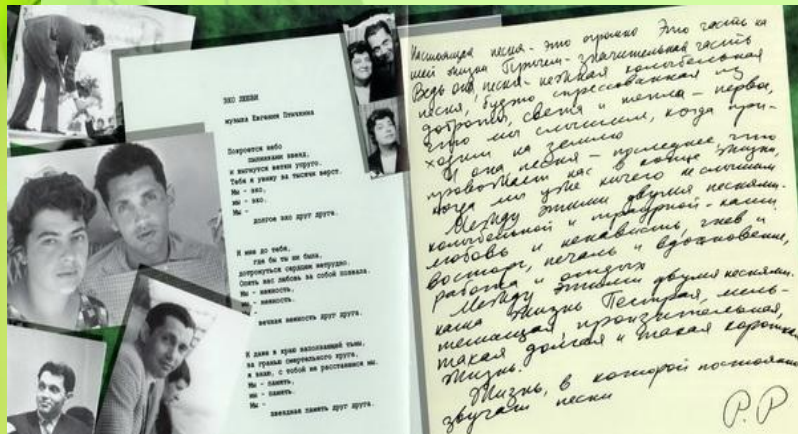 ЭХО ЛЮБВИ
музыка Евгения Птичкина
Покроется небо
пылинками звезд,
и выгнутся ветки упруго.
Тебя я услышу за тысячи верст.
Мы - эхо,
мы - эхо,
Мы -
долгое эхо друг друга.
И мне до тебя,
где бы ты ни была,
дотронуться сердцем нетрудно.
Опять нас любовь за собой позвала.
Мы - нежность,
мы - нежность.
Мы -
вечная нежность друг друга.
И даже в краю наползающей тьмы,
за гранью смертельного круга,
я знаю, с тобой не расстанемся мы.
Мы - память,
мы - память.
Мы -
звездная память друг друга.
Настоящая песня - это огромно Это часть на
шей жизни Причем - значительная часть
Ведь она, песня - нежная колыбельная
песня, будто спрессованная из
доброты, света и тепла - первое,
что мы слышим, когда при-
ходим на землю
И она песня - последнее, что
провожает нас в конце жизни,
когда мы уже ничего не слышим
Между этими двумя песнями -
колыбельной и траурной - наши
любовь и ненависть, гнев и
восторг, печаль и вдохновение,
работа и отдых
Между этими двумя песнями -
наша жизнь Пестрая, мель-
тешащая, пронзительная,
такая долгая и такая короткая
жизнь.
Жизнь, в которой постоянно
звучат песни
Р.Р